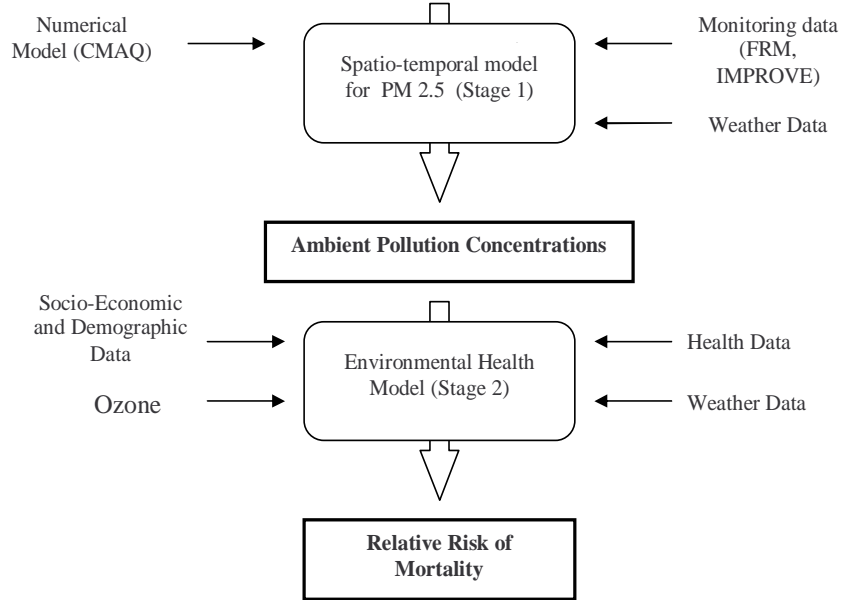 Numerical
Model (CMAQ)
Monitoring data
(FRM,
IMPROVE)
Spatio-temporal model
for PM 2.5 (Stage 1)
Weather Data
Ambient Pollution Concentrations
Socio-Economic
and Demographic
Data
Ozone
Environmental Health
Model (Stage 2)
Health Data
Weather Data
Relative Risk of
Mortality